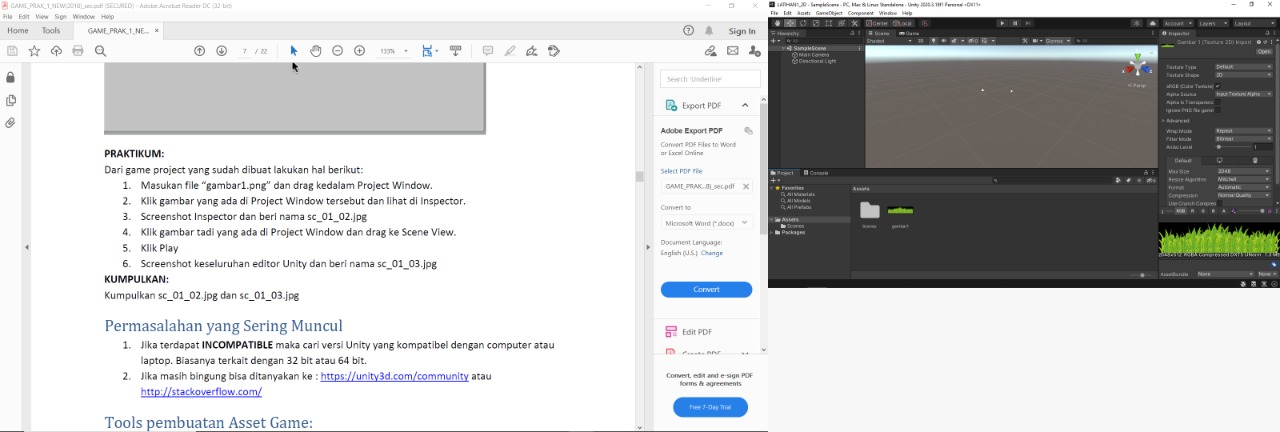 GAME_PRAK_1_NEW(2018)_sec.pdf (SECURED) - Adobe Acrobat Reader DC (32-bit)
File Edit View Sign Window Help
Home Tools GAME_PRAK_1_NE... × Sign In
7 / 22 133%
PRAKTIKUM:
Dari game project yang sudah dibuat lakukan hal berikut:
1. Masukan file “gambar1.png” dan drag kedalam Project Window.
2. Klik gambar yang ada di Project Window tersebut dan lihat di Inspector.
3. Screenshot Inspector dan beri nama sc_01_02.jpg
4. Klik gambar tadi yang ada di Project Window dan drag ke Scene View.
5. Klik Play
6. Screenshot keseluruhan editor Unity dan beri nama sc_01_03.jpg
KUMPULKAN:
Kumpulkan sc_01_02.jpg dan sc_01_03.jpg
Permasalahan yang Sering Muncul
1. Jika terdapat INCOMPATIBLE maka cari versi Unity yang kompatibel dengan computer atau
laptop. Biasanya terkait dengan 32 bit atau 64 bit.
2. Jika masih bingung bisa ditanyakan ke : https://unity3d.com/community atau
http://stackoverflow.com/
Tools pembuatan Asset Game:
Search 'Underline'
Export PDF
Adobe Export PDF
Convert PDF Files to Word
or Excel Online
Select PDF File
GAME_PRAK...8)_sec.pdf
Convert to
Microsoft Word (*.docx)
Document Language:
English (U.S.) Change
Convert
Edit PDF
Create PDF
Convert, edit and e-sign PDF
forms & agreements
Free 7-Day Trial
LATIHAN1_2D - SampleScene - PC, Mac & Linux Standalone - Unity 2020.3.19f1 Personal <DX11>
File Edit Assets GameObject Component Window Help
Center Local Account Layers Layout
Hierarchy
SampleScene
Main Camera
Directional Light
Scene Game
Shaded 2D Gizmos All
Persp
Inspector
Gambar 1 (Texture 2D) Import
Open
Texture Type Default
Texture Shape 2D
sRGB (Color Texture)
Alpha Source Input Texture Alpha
Alpha Is Transparenc
Ignore PNG file gamm
Advanced
Wrap Mode Repeat
Filter Mode Bilinear
Aniso Level 1
Default
Max Size 2048
Resize Algorithm Mitchell
Format Automatic
Compression Normal Quality
Use Crunch Compres
RGB R G B A
2048x512 RGBA Compressed DXT5 UNorm 1.3 MB
AssetBundle None None
Project Console
Favorites
All Materials
All Models
All Prefabs
Assets
Scenes
Packages
Assets
Scenes
gambar1